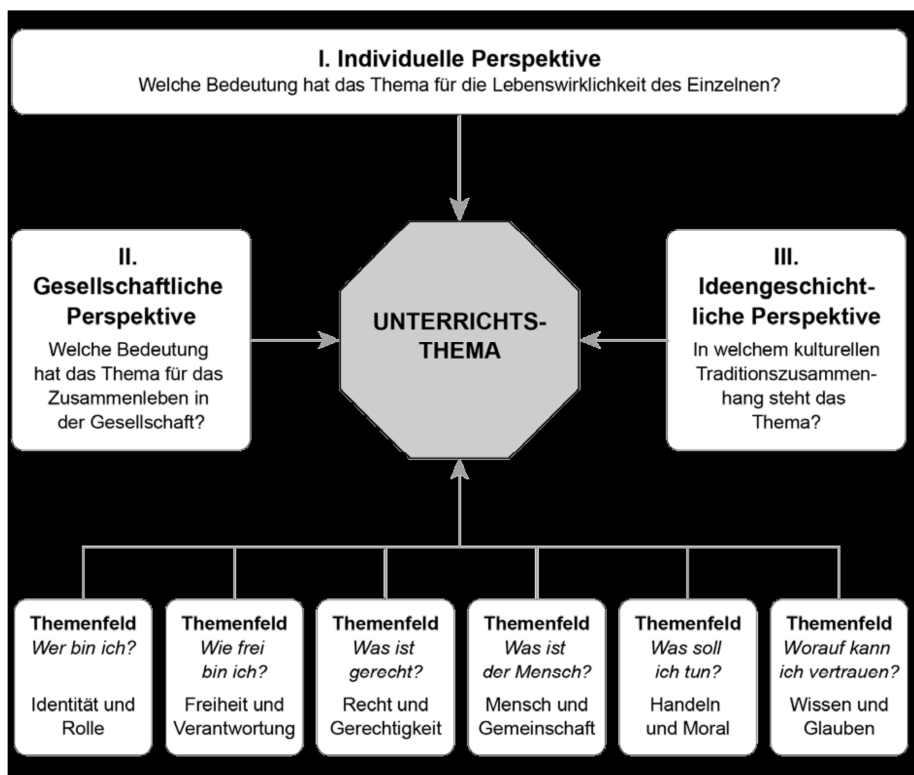 I. Individuelle Perspektive
Welche Bedeutung hat das Thema für die Lebenswirklichkeit des Einzelnen?
II.
Gesellschaftliche
Perspektive
Welche Bedeutung
hat das Thema für das
Zusammenleben in
der Gesellschaft?
UNTERRICHTS-
THEMA
III.
Ideengeschicht-
liche Perspektive
In welchem kulturellen
Traditionszusammen-
hang steht das
Thema?
Themenfeld
Wer bin ich?
Identität und
Rolle
Themenfeld
Wie frei
bin ich?
Freiheit und
Verantwortung
Themenfeld
Was ist
gerecht?
Recht und
Gerechtigkeit
Themenfeld
Was ist
der Mensch?
Mensch und
Gemeinschaft
Themenfeld
Was soll
ich tun?
Handeln
und Moral
Themenfeld
Worauf kann
ich vertrauen?
Wissen und
Glauben